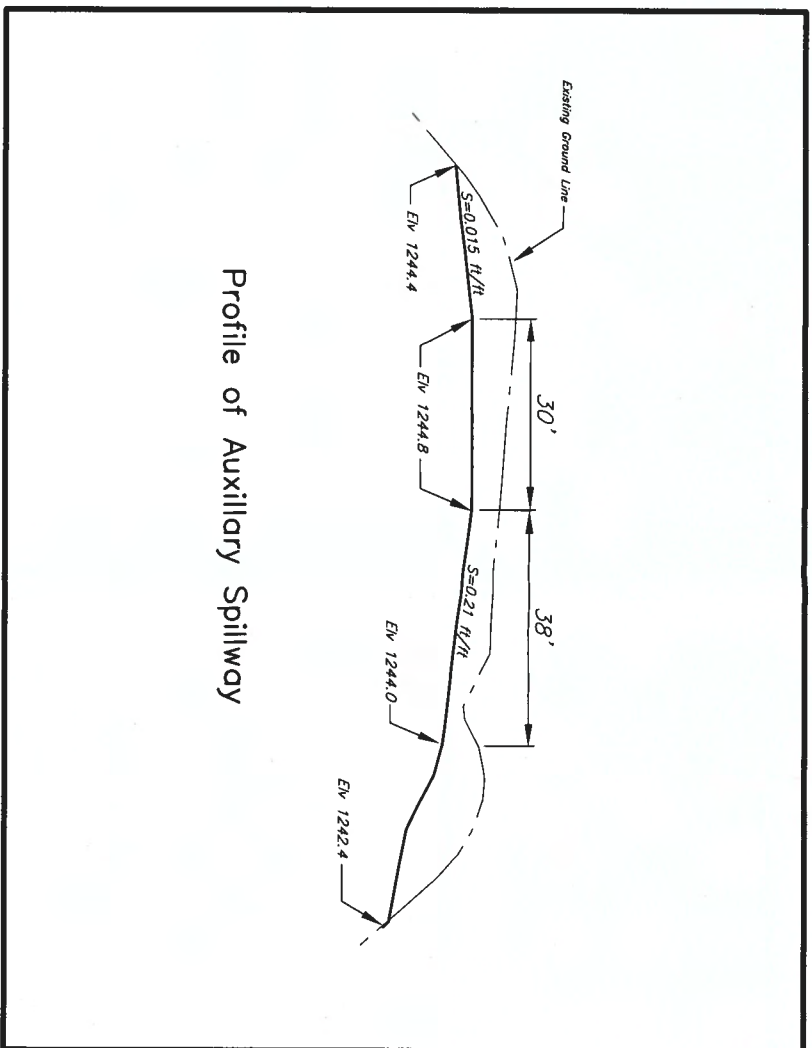 Existing Ground Line
30'
38'
S=0.015 ft/ft
S=0.21 ft/ft
Elv 1244.4
Elv 1244.8
Elv 1244.0
Elv 1242.4
Profile of Auxillary Spillway